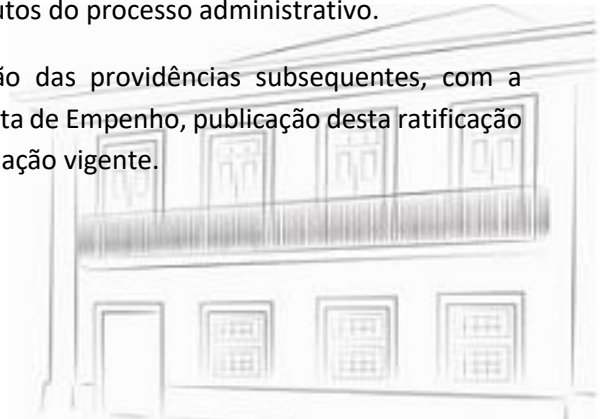 utos do processo administrativo.
ão das providências subsequentes, com a
ta de Empenho, publicação desta ratificação
ação vigente.